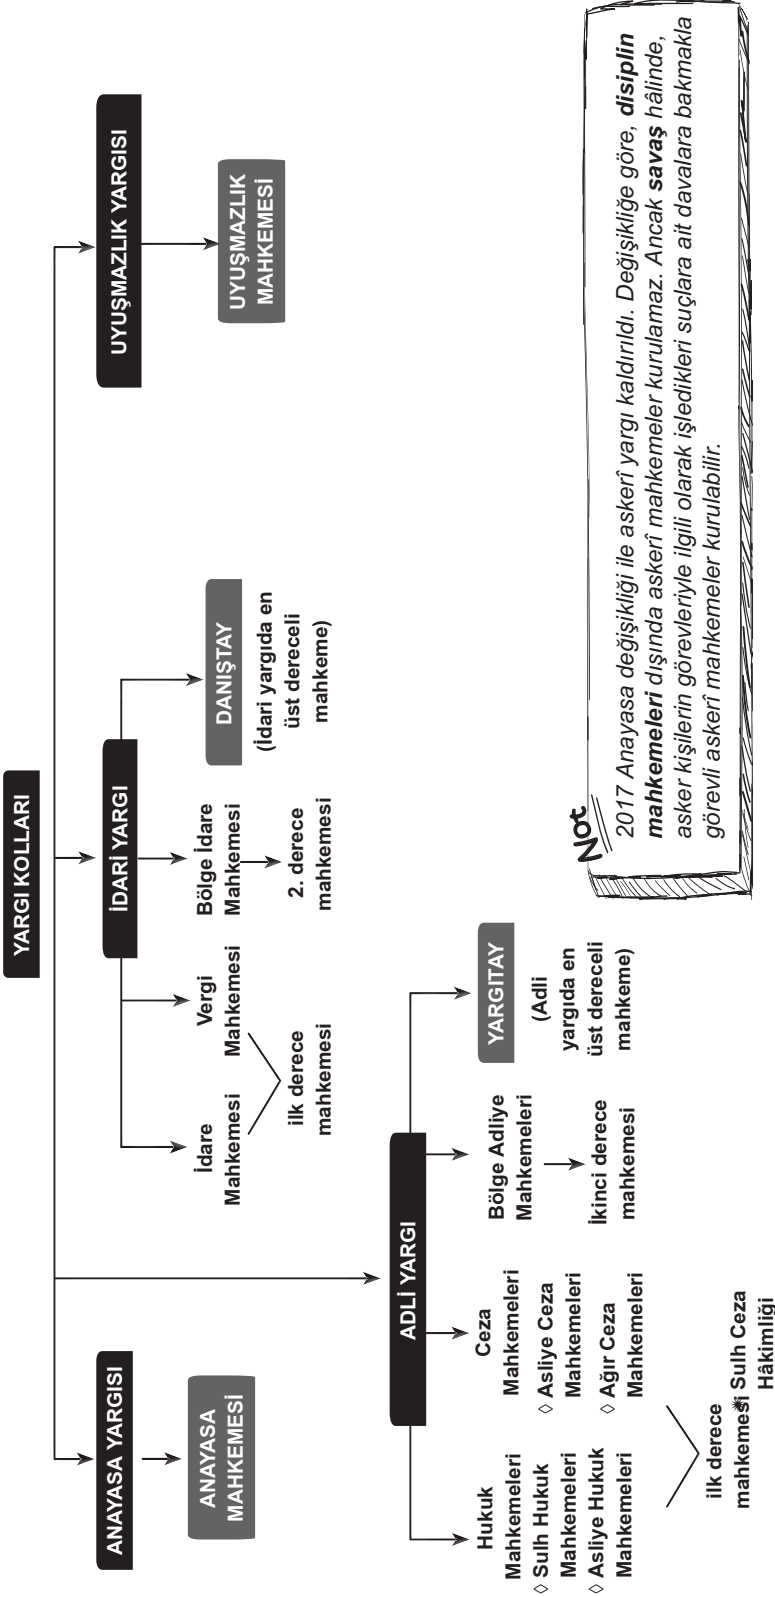 YARGI KOLLARI
ANAYASA YARGISI
ANAYASA
MAHKEMESİ
İDARİ YARGI
İdare
Mahkemesi
Vergi
Mahkemesi
ilk derece
mahkemesi
Bölge İdare
Mahkemesi
2. derece
mahkemesi
DANIŞTAY
(İdari yargıda en
üst dereceli
mahkeme)
UYUŞMAZLIK YARGISI
UYUŞMAZLIK
MAHKEMESİ
ADLİ YARGI
Hukuk
Mahkemeleri
◊ Sulh Hukuk
Mahkemeleri
◊ Asliye Hukuk
Mahkemeleri
Ceza
Mahkemeleri
◊ Asliye Ceza
Mahkemeleri
◊ Ağır Ceza
Mahkemeleri
ilk derece
mahkemesi
Sulh Ceza
Hâkimliği
Bölge Adliye
Mahkemeleri
İkinci derece
mahkemesi
YARGITAY
(Adli
yargıda en
üst dereceli
mahkeme)
Not
2017 Anayasa değişikliği ile askerî yargı kaldırıldı. Değişikliğe göre, disiplin
mahkemeleri dışında askerî mahkemeler kurulamaz. Ancak savaş hâlinde,
asker kişilerin görevleriyle ilgili olarak işledikleri suçlara ait davalara bakmakla
görevli askerî mahkemeler kurulabilir.